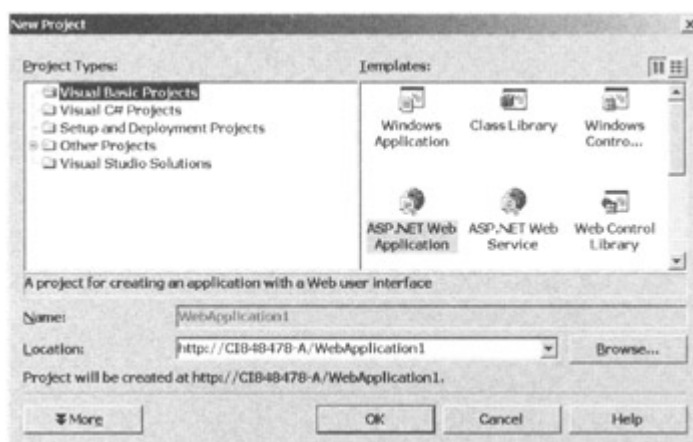 New Project
Project Types:
Templates:
Visual Basic Projects
Visual C# Projects
Setup and Deployment Projects
Other Projects
Visual Studio Solutions
Windows Application
Class Library
Windows Contro...
ASP.NET Web Application
ASP.NET Web Service
Web Control Library
A project for creating an application with a Web user interface
Name:
WebApplication1
Location:
http://CI848478-A/WebApplication1
Browse...
Project will be created at http://CI848478-A/WebApplication1.
More
OK
Cancel
Help